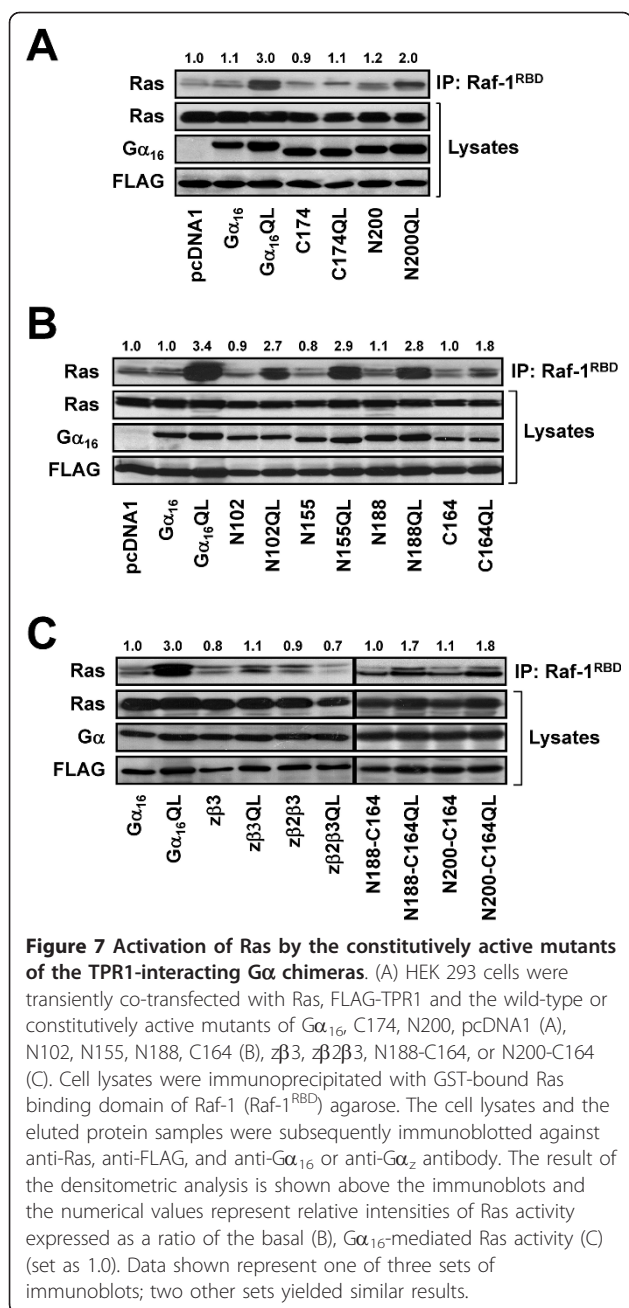 A
1.0 1.1 3.0 0.9 1.1 1.2 2.0
Ras IP: Raf-1RBD
Ras
Gα16 Lysates
FLAG
pcDNA1 Gα16 Gα16QL C174 C174QL N200 N200QL
B
1.0 1.0 3.4 0.9 2.7 0.8 2.9 1.1 2.8 1.0 1.8
Ras IP: Raf-1RBD
Ras
Gα16 Lysates
FLAG
pcDNA1 Gα16 Gα16QL N102 N102QL N155 N155QL N188 N188QL C164 C164QL
C
1.0 3.0 0.8 1.1 0.9 0.7 1.0 1.7 1.1 1.8
Ras IP: Raf-1RBD
Ras
Gα Lysates
FLAG
Gα16 Gα16QL zβ3 zβ3QL zβ2β3 zβ2β3QL N188-C164 N188-C164QL N200-C164 N200-C164QL
Figure 7 Activation of Ras by the constitutively active mutants
of the TPR1-interacting Gα chimeras. (A) HEK 293 cells were
transiently co-transfected with Ras, FLAG-TPR1 and the wild-type or
constitutively active mutants of Gα16, C174, N200, pcDNA1 (A),
N102, N155, N188, C164 (B), zβ3, zβ2β3, N188-C164, or N200-C164
(C). Cell lysates were immunoprecipitated with GST-bound Ras
binding domain of Raf-1 (Raf-1RBD) agarose. The cell lysates and the
eluted protein samples were subsequently immunoblotted against
anti-Ras, anti-FLAG, and anti-Gα16 or anti-Gαz antibody. The result of
the densitometric analysis is shown above the immunoblots and
the numerical values represent relative intensities of Ras activity
expressed as a ratio of the basal (B), Gα16-mediated Ras activity (C)
(set as 1.0). Data shown represent one of three sets of
immunoblots; two other sets yielded similar results.